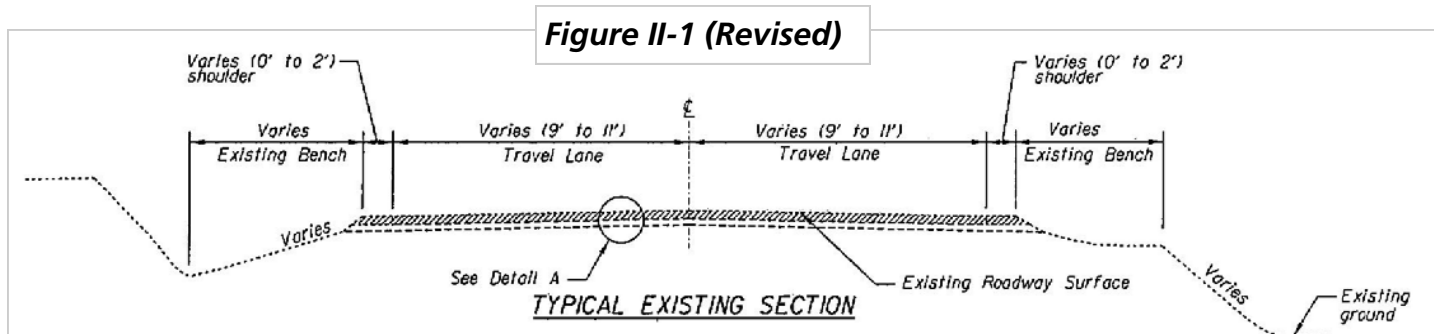 Figure II-1 (Revised)
Varies (0' to 2')
shoulder
Varies (0' to 2')
shoulder
℄
Varies
Existing Bench
Varies (9' to 11')
Travel Lane
Varies (9' to 11')
Travel Lane
Varies
Existing Bench
Varies
See Detail A
Existing Roadway Surface
Varies
Existing
ground
TYPICAL EXISTING SECTION